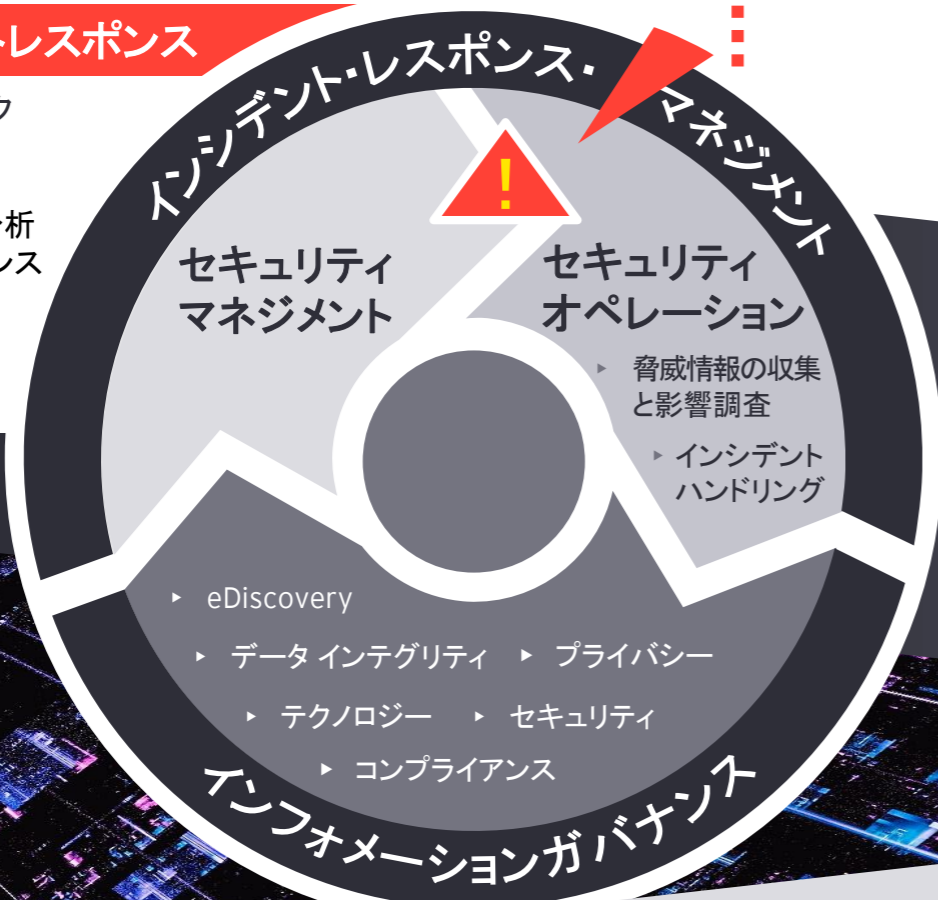 トレスポンス
ク
分析
ンス
インシデント・レスポンス・マネジメント
!
セキュリティ
マネジメント
セキュリティ
オペレーション
▸ 脅威情報の収集
と影響調査
▸ インシデント
ハンドリング
▸ eDiscovery
▸ データ インテグリティ ▸ プライバシー
▸ テクノロジー ▸ セキュリティ
▸ コンプライアンス
インフォメーションガバナンス